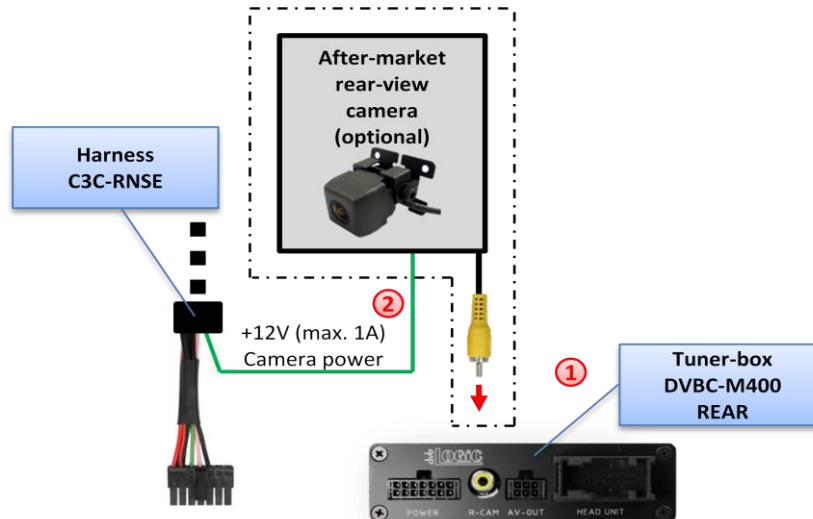 After-market
rear-view
camera
(optional)
Harness
C3C-RNSE
2
+12V (max. 1A)
Camera power
1
Tuner-box
DVBC-M400
REAR
dvb LOGiC
POWER
R-CAM
AV-OUT
HEAD UNIT